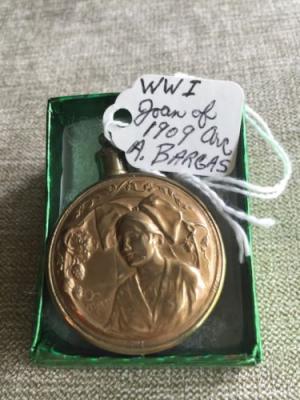 WWI
Joan of
1909 Arc
A. BARGAS